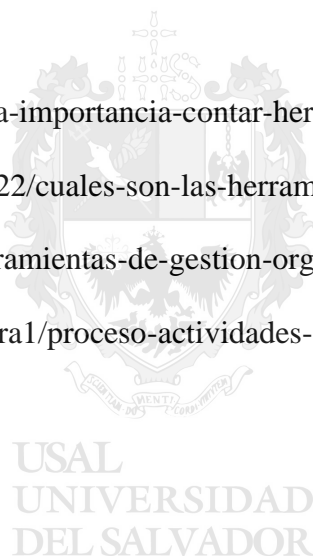 a-importancia-contar-her
22/cuales-son-las-herram
ramientas-de-gestion-org
ra1/proceso-actividades-
USAL
UNIVERSIDAD
DEL SALVADOR